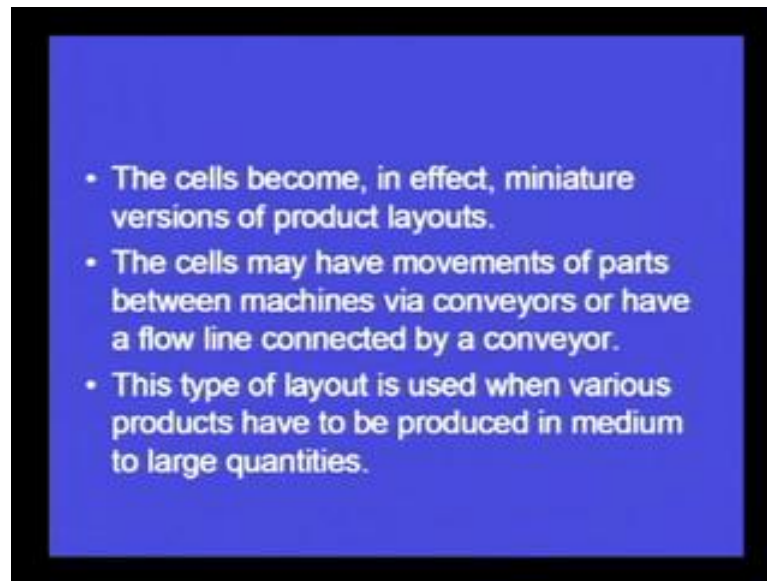 • The cells become, in effect, miniature
versions of product layouts.
• The cells may have movements of parts
between machines via conveyors or have
a flow line connected by a conveyor.
• This type of layout is used when various
products have to be produced in medium
to large quantities.